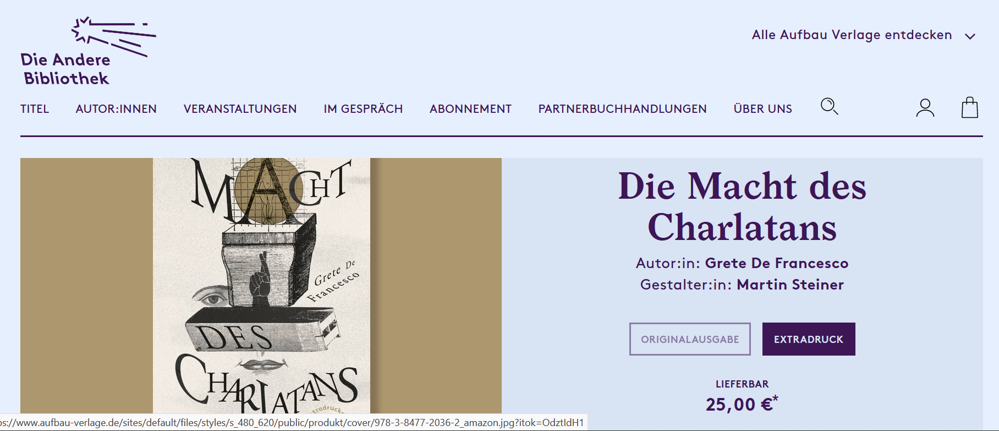 Die Andere
Bibliothek
Alle Aufbau Verlage entdecken
TITEL AUTOR:INNEN VERANSTALTUNGEN IM GESPRÄCH ABONNEMENT PARTNERBUCHHANDLUNGEN ÜBER UNS
MACHT
Grete De
Francesco
DES
CHARLATANS
Die Macht des
Charlatans
Autor:in: Grete De Francesco
Gestalter:in: Martin Steiner
ORIGINALAUSGABE EXTRADRUCK
LIEFERBAR
25,00 €*
ps://www.aufbau-verlage.de/sites/default/files/styles/s_480_620/public/produkt/cover/978-3-8477-2036-2_amazon.jpg?itok=OdztIdH1